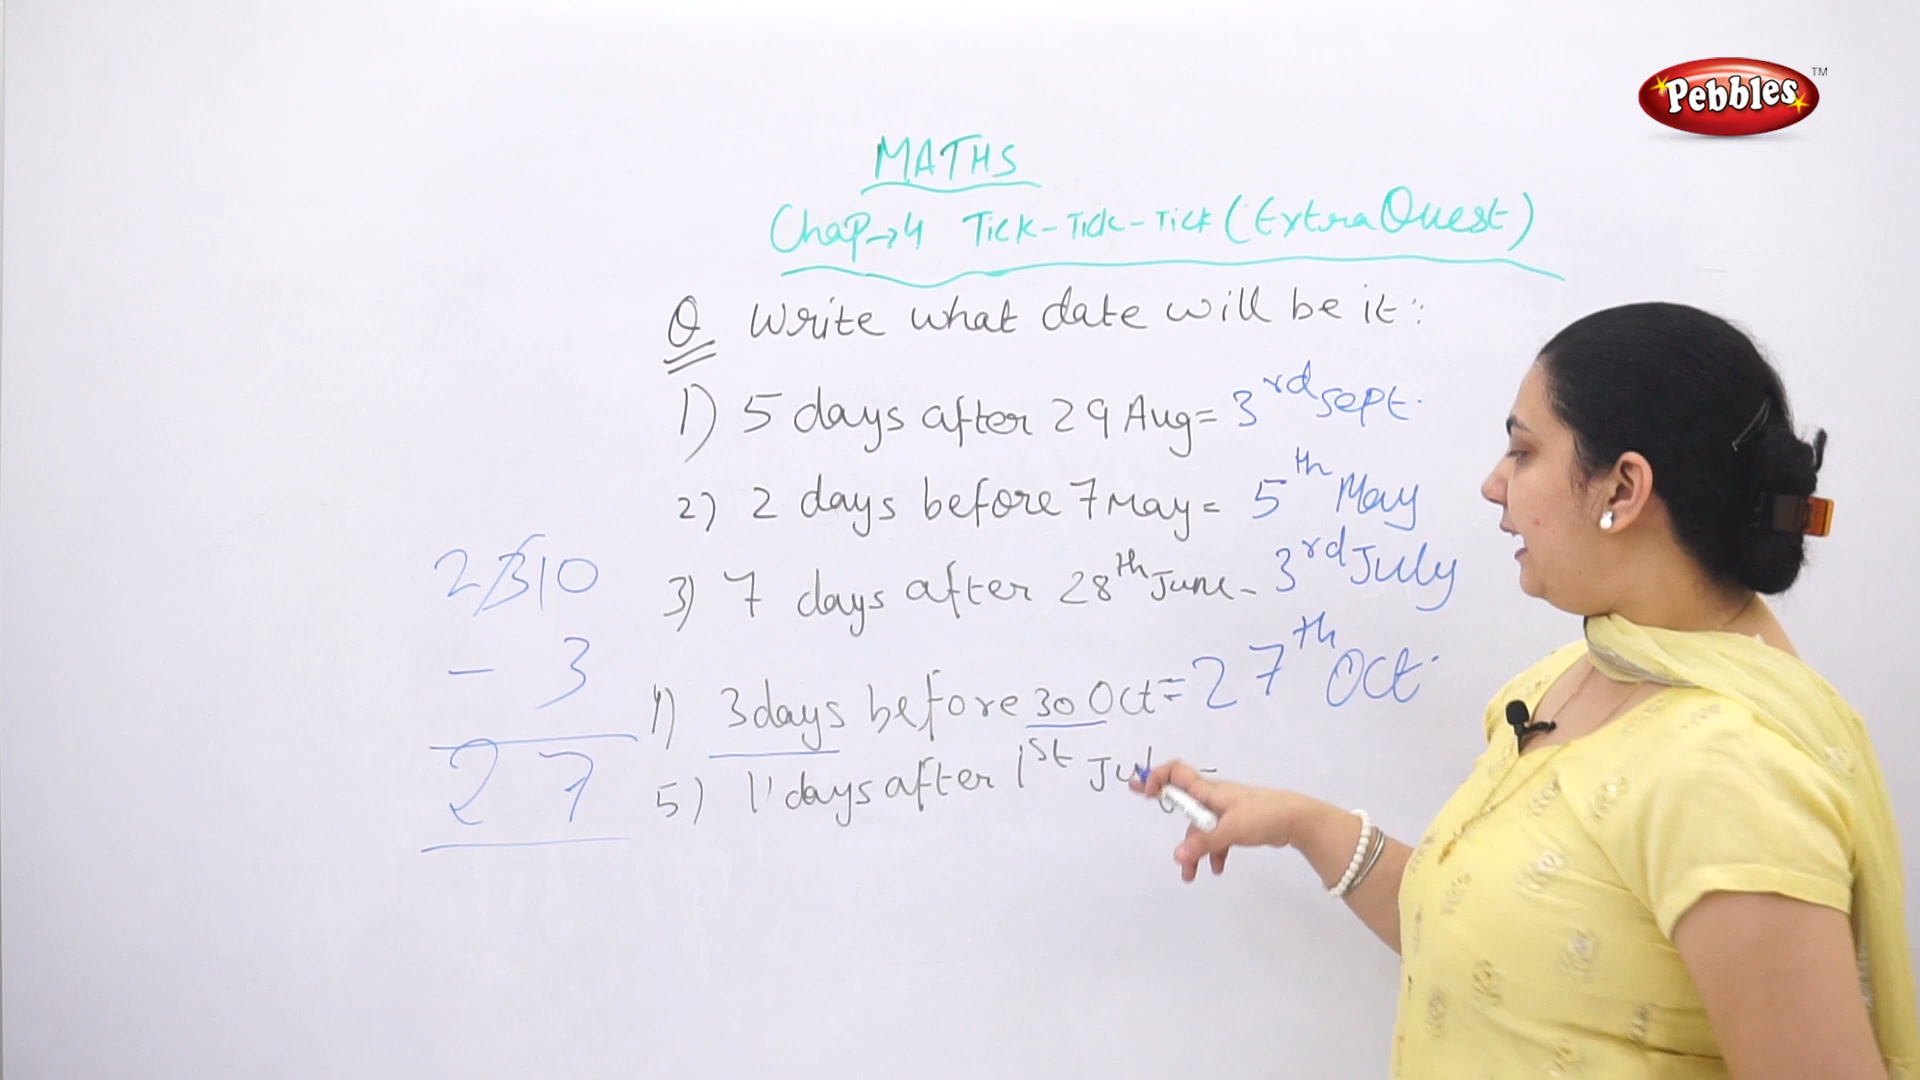 Pebbles TM
MATHS
Chap→4 Tick-Tick-Tick (Extra Quest)
Q Write what date will be it:
1) 5 days after 29 Aug= 3rd Sept.
2) 2 days before 7 May= 5th May
3) 7 days after 28th June- 3rd July
4) 3 days before 30 Oct= 27th Oct.
5) 11 days after 1st July =
2 3 10
- 3
2 7